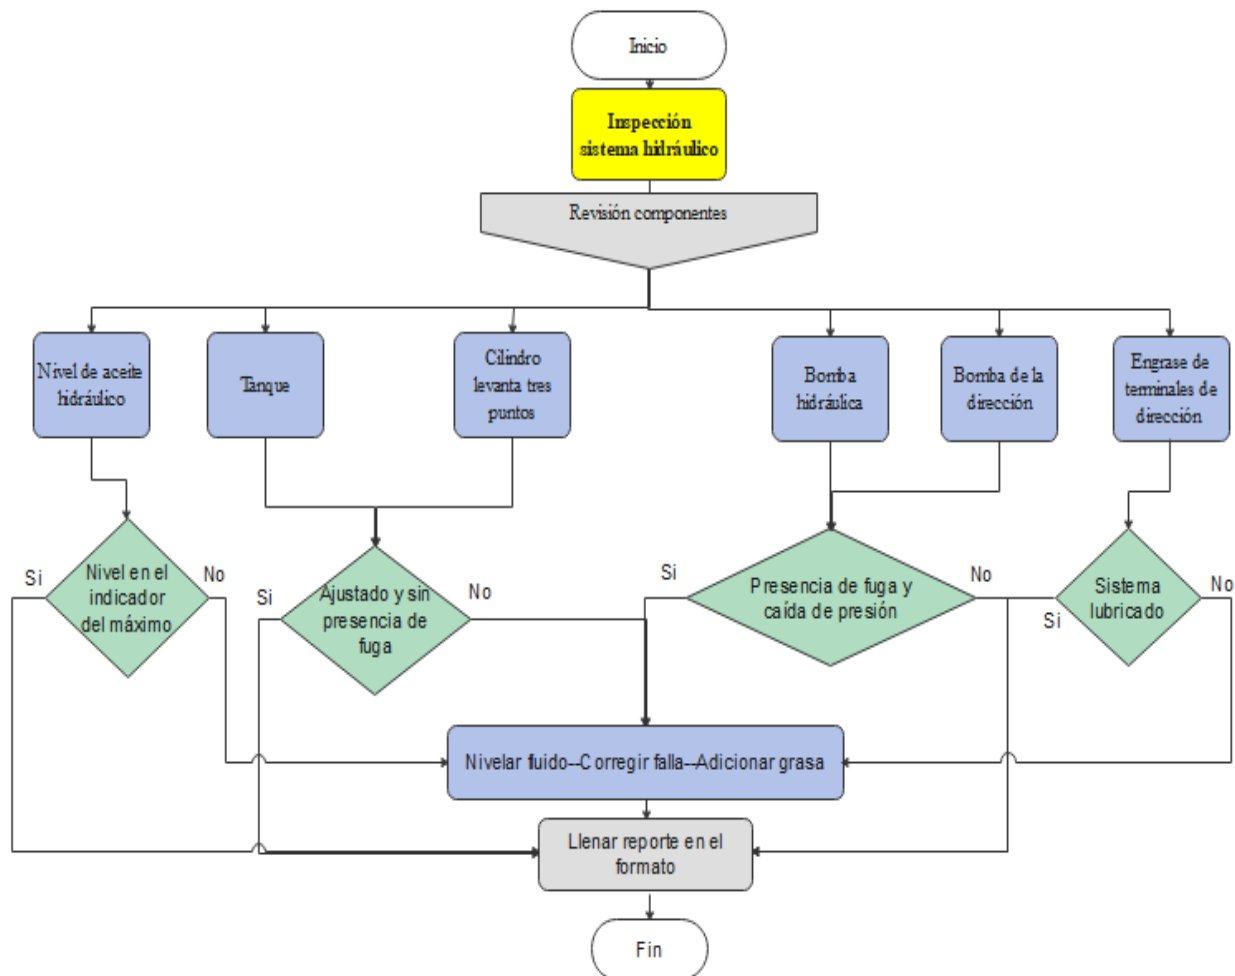 Inicio
Inspección
sistema hidráulico
Revisión componentes
Nivel de aceite
hidráulico
Tanque
Cilindro
levanta tres
puntos
Bomba
hidráulica
Bomba de la
dirección
Engrase de
terminales de
dirección
Si
Nivel en el
indicador
del máximo
No
Si
Ajustado y sin
presencia de
fuga
No
Si
Presencia de fuga y
caída de presión
No
Si
Sistema
lubricado
No
Nivelar fluido--Corregir falla--Adicionar grasa
Llenar reporte en el
formato
Fin